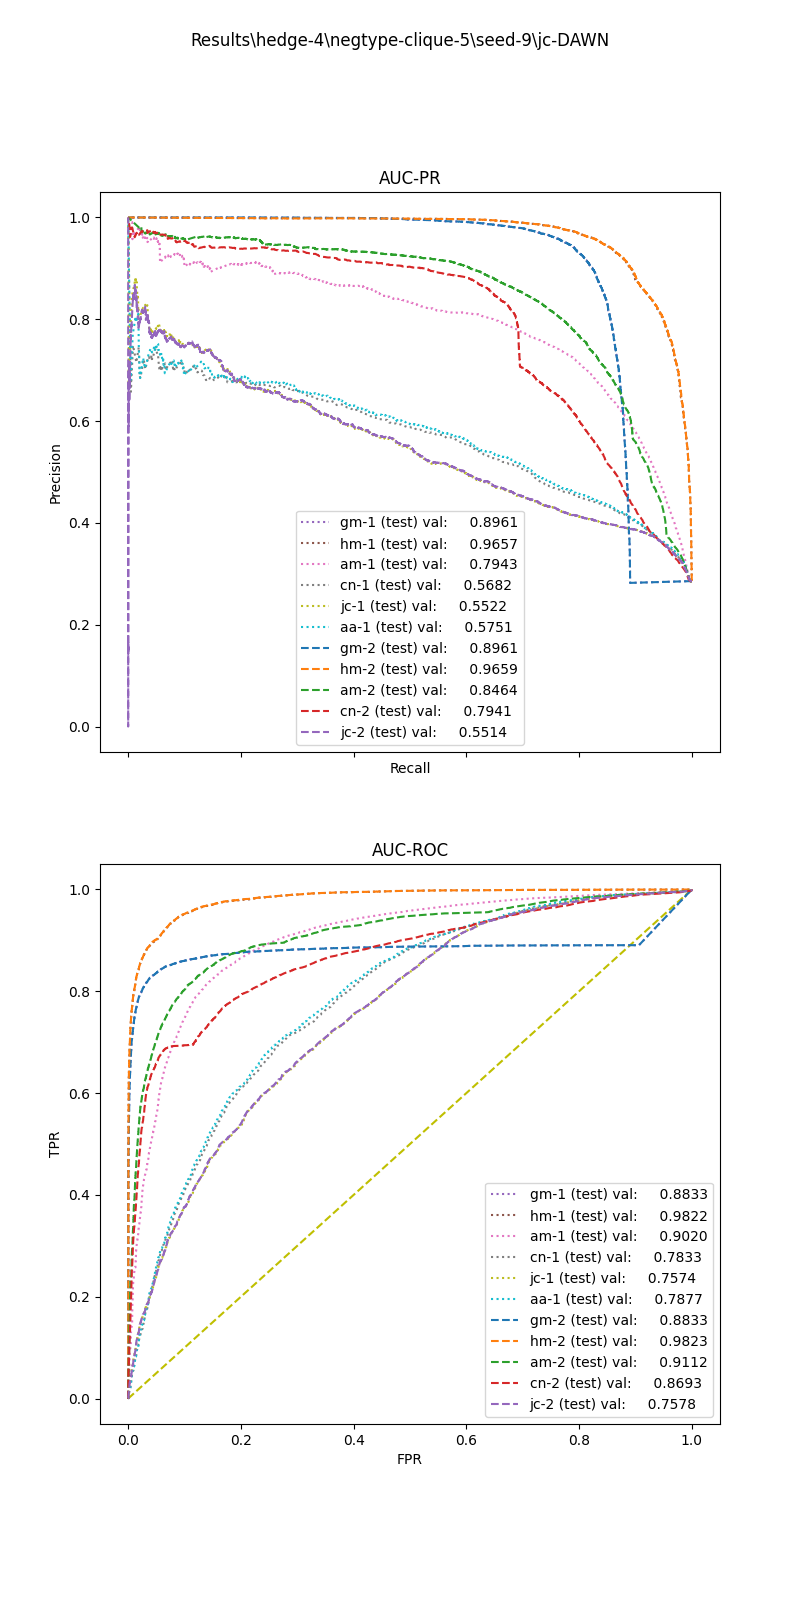 Results\hedge-4\negtype-clique-5\seed-9\jc-DAWN
AUC-PR
1.0
0.8
0.6
0.4
0.2
0.0
Precision
gm-1 (test) val: 0.8961
hm-1 (test) val: 0.9657
am-1 (test) val: 0.7943
cn-1 (test) val: 0.5682
jc-1 (test) val: 0.5522
aa-1 (test) val: 0.5751
gm-2 (test) val: 0.8961
hm-2 (test) val: 0.9659
am-2 (test) val: 0.8464
cn-2 (test) val: 0.7941
jc-2 (test) val: 0.5514
Recall
AUC-ROC
1.0
0.8
0.6
0.4
0.2
0.0
TPR
gm-1 (test) val: 0.8833
hm-1 (test) val: 0.9822
am-1 (test) val: 0.9020
cn-1 (test) val: 0.7833
jc-1 (test) val: 0.7574
aa-1 (test) val: 0.7877
gm-2 (test) val: 0.8833
hm-2 (test) val: 0.9823
am-2 (test) val: 0.9112
cn-2 (test) val: 0.8693
jc-2 (test) val: 0.7578
0.0 0.2 0.4 0.6 0.8 1.0
FPR